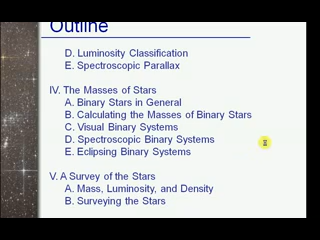 Outline
D. Luminosity Classification
E. Spectroscopic Parallax
IV. The Masses of Stars
A. Binary Stars in General
B. Calculating the Masses of Binary Stars
C. Visual Binary Systems
D. Spectroscopic Binary Systems
E. Eclipsing Binary Systems
V. A Survey of the Stars
A. Mass, Luminosity, and Density
B. Surveying the Stars